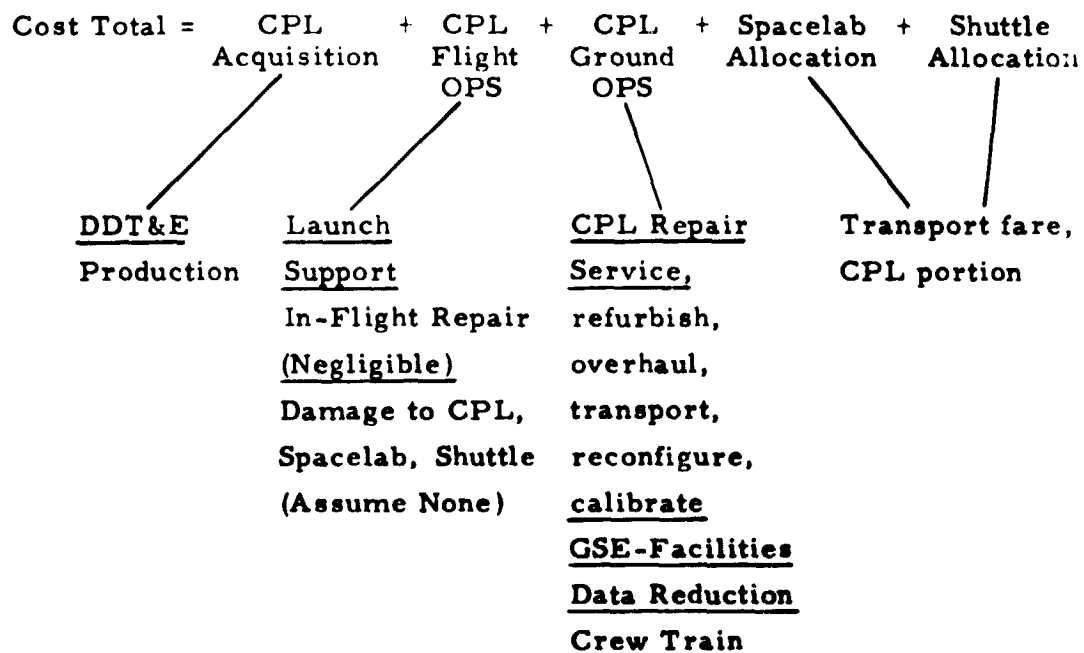 Cost Total = CPL + CPL + CPL + Spacelab + Shuttle
Acquisition Flight Ground Allocation Allocation
OPS OPS
DDT&E Launch CPL Repair Transport fare,
Production Support Service, CPL portion
In-Flight Repair refurbish,
(Negligible) overhaul,
Damage to CPL, transport,
Spacelab, Shuttle reconfigure,
(Assume None) calibrate
GSE-Facilities
Data Reduction
Crew Train